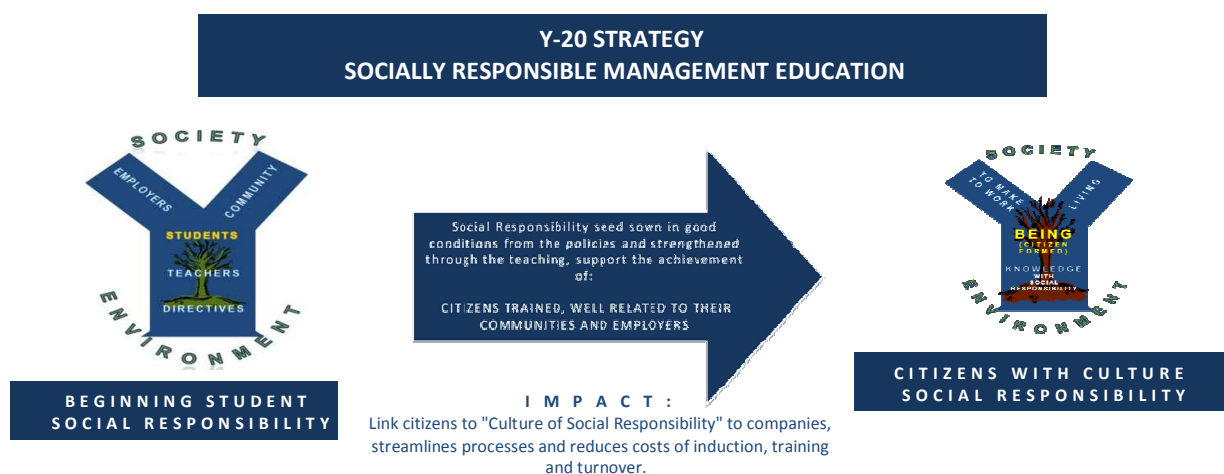 Y-20 STRATEGY
SOCIALLY RESPONSIBLE MANAGEMENT EDUCATION
SOCIETY
EMPLOYERS
COMMUNITY
STUDENTS
TEACHERS
DIRECTIVES
ENVIRONMENT
BEGINNING STUDENT
SOCIAL RESPONSIBILITY
Social Responsibility seed sown in good
conditions from the policies and strengthened
through the teaching, support the achievement
of:
CITIZENS TRAINED, WELL RELATED TO THEIR
COMMUNITIES AND EMPLOYERS
IMPACT:
Link citizens to "Culture of Social Responsibility" to companies,
streamlines processes and reduces costs of induction, training
and turnover.
SOCIETY
TO MAKE
TO WORK
LIVING
BEING
(CITIZEN
FORMED)
KNOWLEDGE
WITH
SOCIAL
RESPONSIBILITY
ENVIRONMENT
CITIZENS WITH CULTURE
SOCIAL RESPONSIBILITY